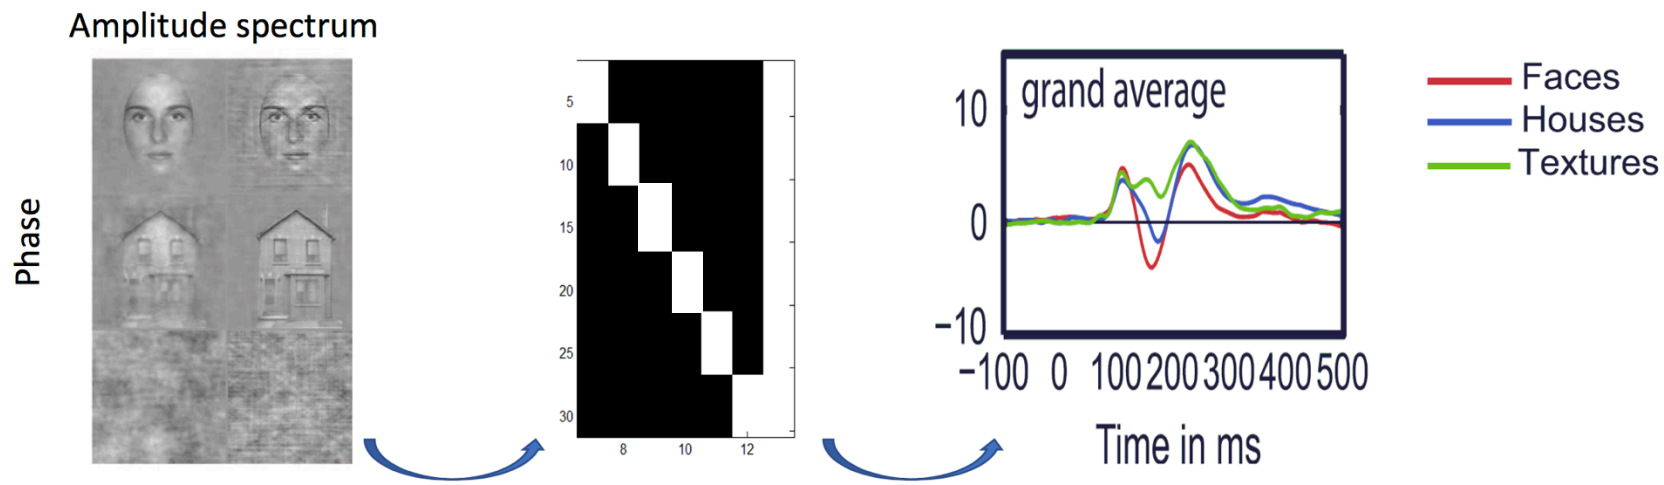 Amplitude spectrum
Phase
5
10
15
20
25
30
8 10 12
grand average
10
0
−10
−100 0 100 200 300 400 500
Time in ms
Faces
Houses
Textures